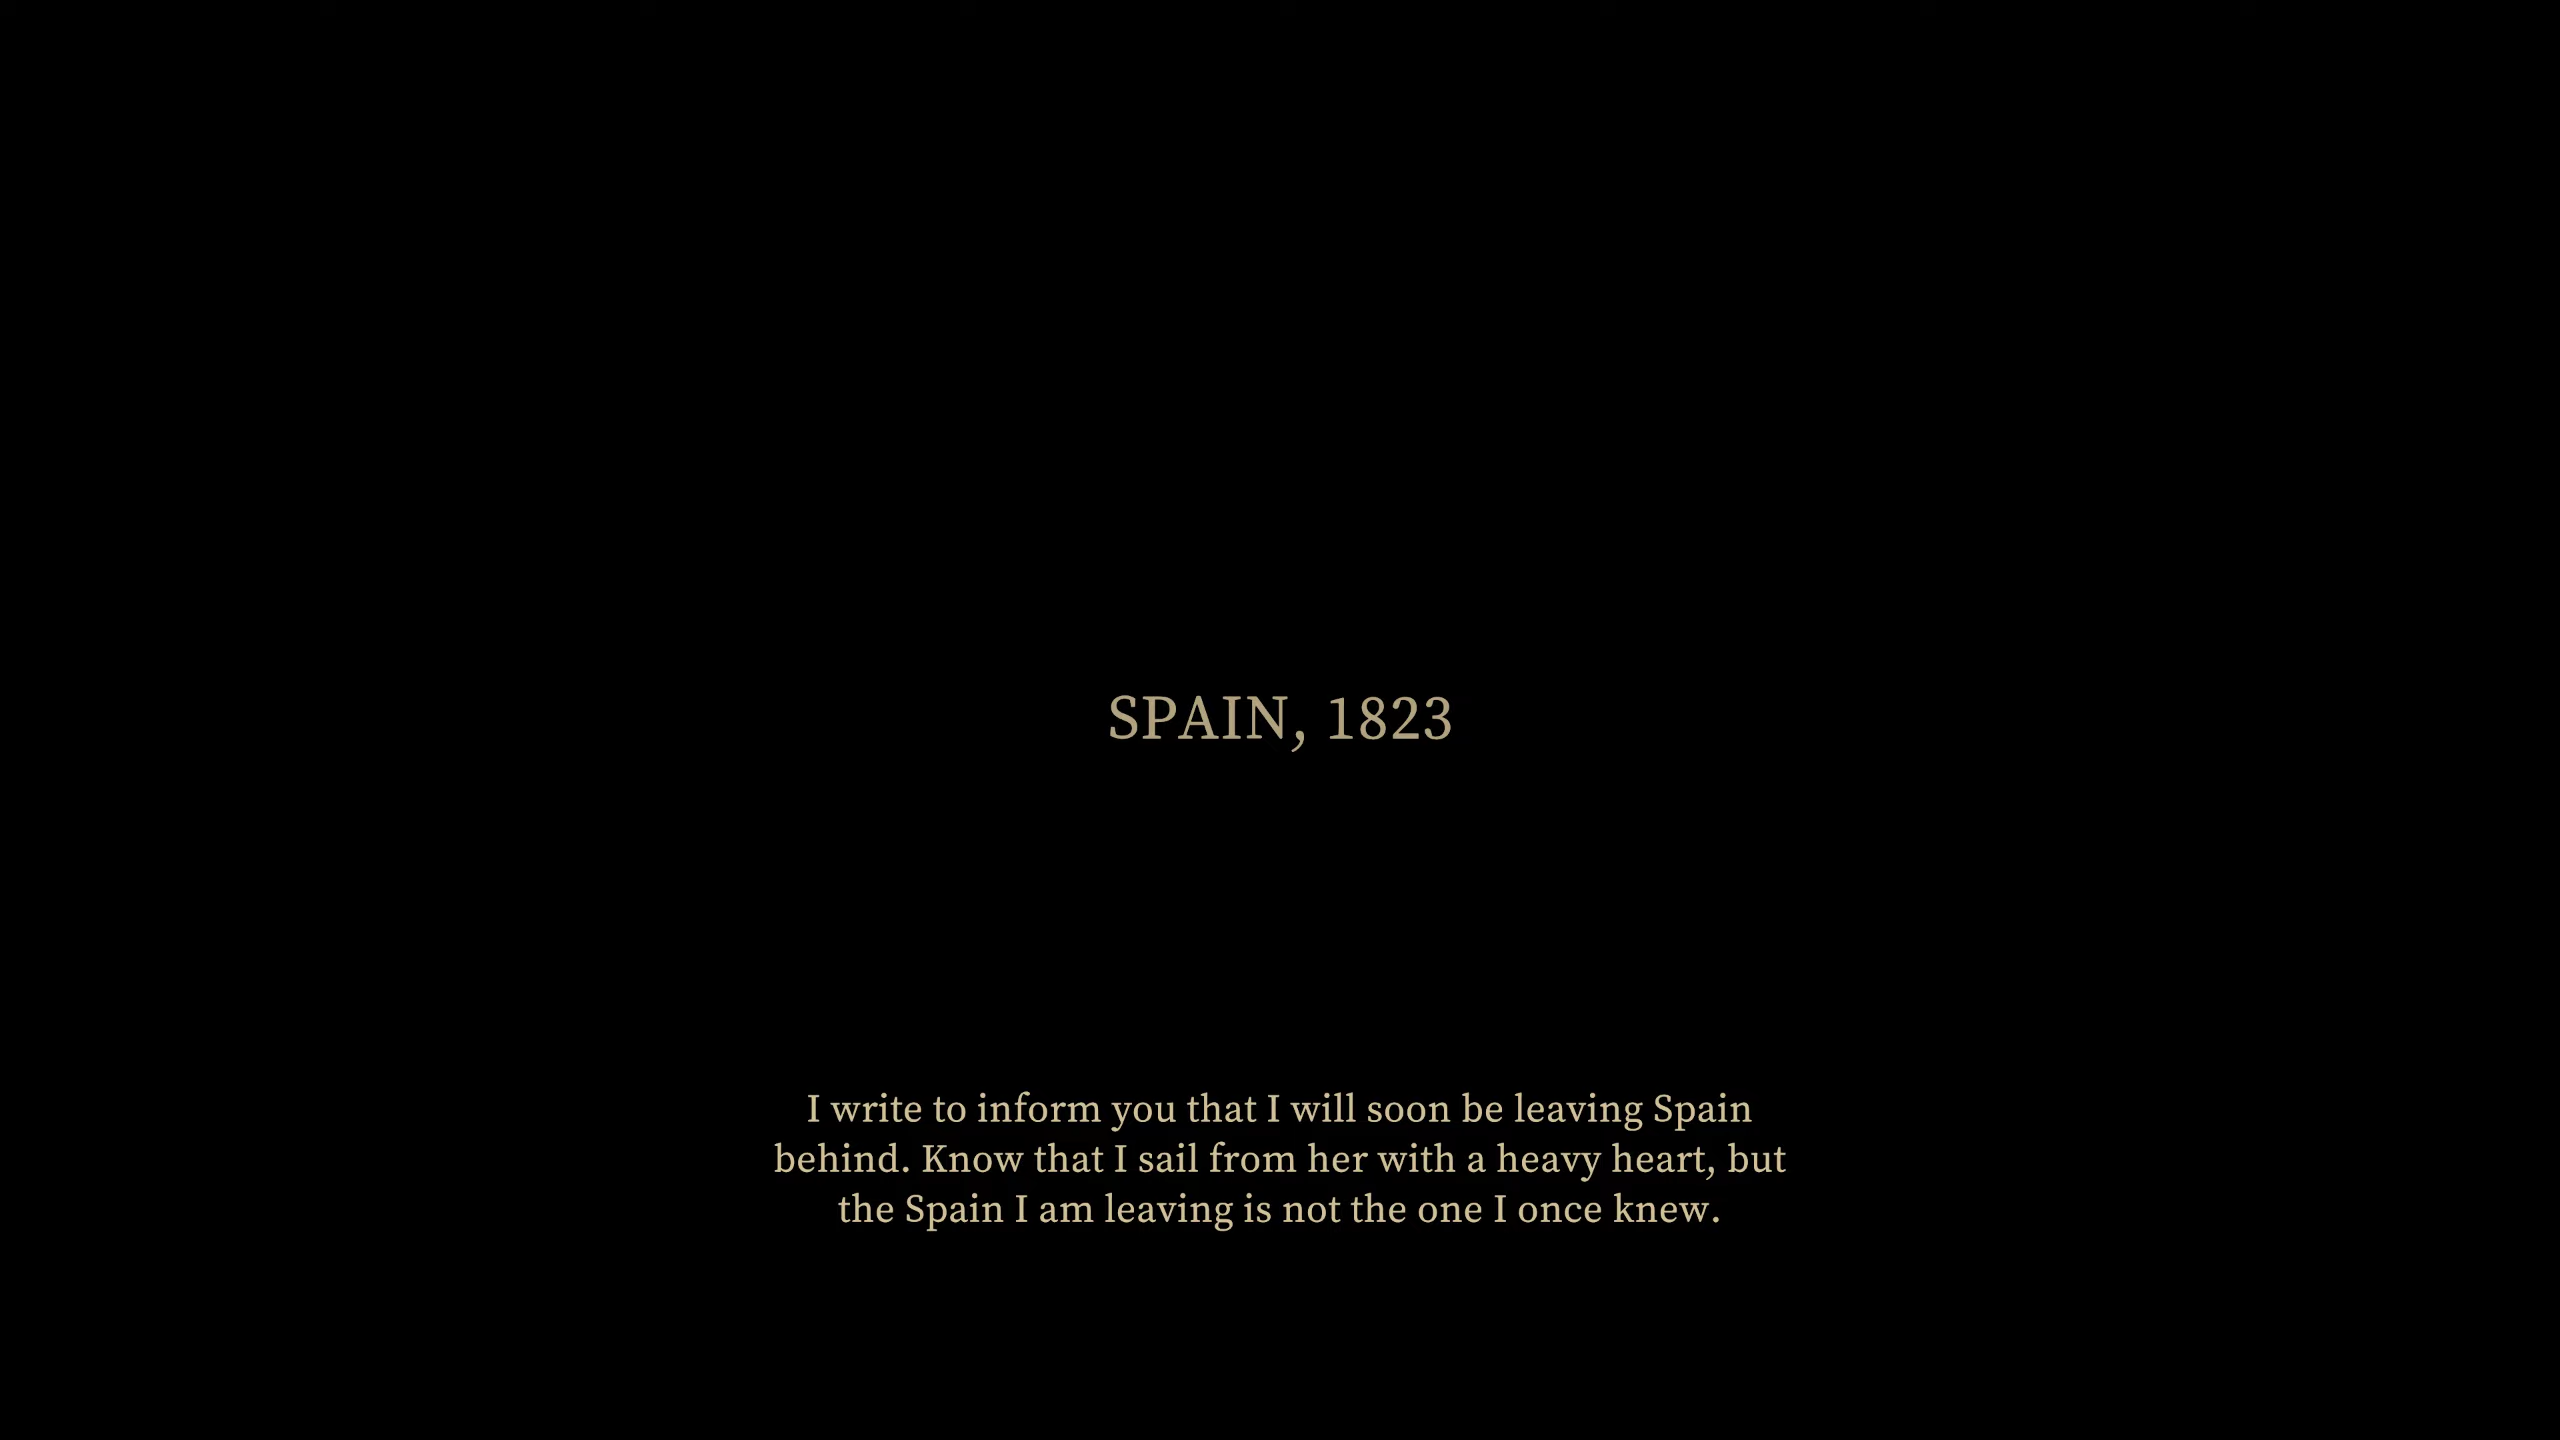 SPAIN, 1823
I write to inform you that I will soon be leaving Spain
behind. Know that I sail from her with a heavy heart, but
the Spain I am leaving is not the one I once knew.